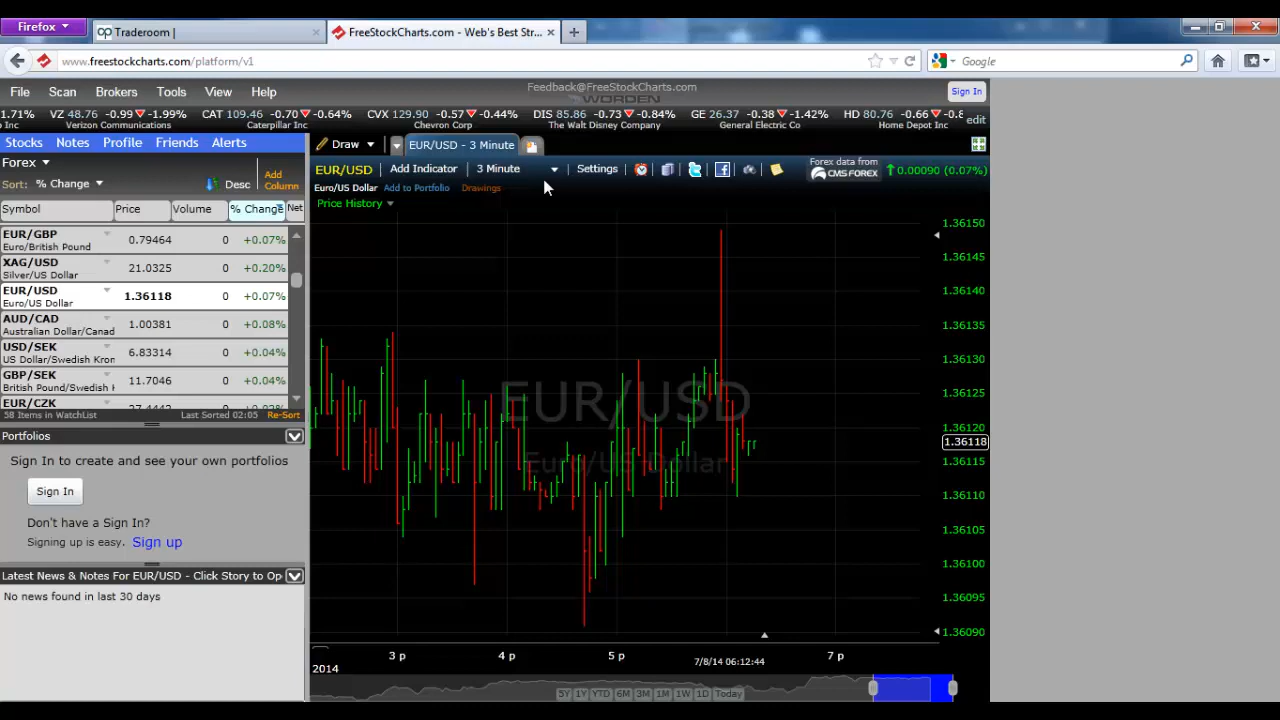 Firefox
Traderoom |
FreeStockCharts.com - Web's Best Str...
www.freestockcharts.com/platform/v1
Google
Feedback@FreeStockCharts.com
WORDEN
File Scan Brokers Tools View Help
Sign In
1.71% VZ 48.76 -0.99 -1.99% CAT 109.46 -0.70 -0.64% CVX 129.90 -0.57 -0.44% DIS 85.86 -0.73 -0.84% GE 26.37 -0.38 -1.42% HD 80.76 -0.66 -0.
p Inc Verizon Communications Caterpillar Inc Chevron Corp The Walt Disney Company General Electric Co Home Depot Inc edit
Stocks Notes Profile Friends Alerts
Draw
EUR/USD - 3 Minute
Forex
Sort: % Change
Desc
Add Column
EUR/USD Add Indicator 3 Minute Settings
Forex data from
CMS FOREX
0.00090 (0.07%)
Euro/US Dollar Add to Portfolio Drawings
Price History
Symbol Price Volume % Change Net
EUR/GBP 0.79464 0 +0.07%
Euro/British Pound
XAG/USD 21.0325 0 +0.20%
Silver/US Dollar
EUR/USD 1.36118 0 +0.07%
Euro/US Dollar
AUD/CAD 1.00381 0 +0.08%
Australian Dollar/Canad
USD/SEK 6.83314 0 +0.04%
US Dollar/Swedish Kron
GBP/SEK 11.7046 0 +0.04%
British Pound/Swedish
EUR/CZK
58 Items in WatchList Last Sorted 02:05 Re-Sort
Portfolios
Sign In to create and see your own portfolios
Sign In
Don't have a Sign In?
Signing up is easy. Sign up
Latest News & Notes For EUR/USD - Click Story to Op
No news found in last 30 days
EUR/USD
Euro/US Dollar
1.36150
1.36145
1.36140
1.36135
1.36130
1.36125
1.36120
1.36118
1.36115
1.36110
1.36105
1.36100
1.36095
1.36090
3 p 4 p 5 p 7/8/14 06:12:44 7 p
2014
5Y 1Y YTD 6M 3M 1M 1W 1D Today